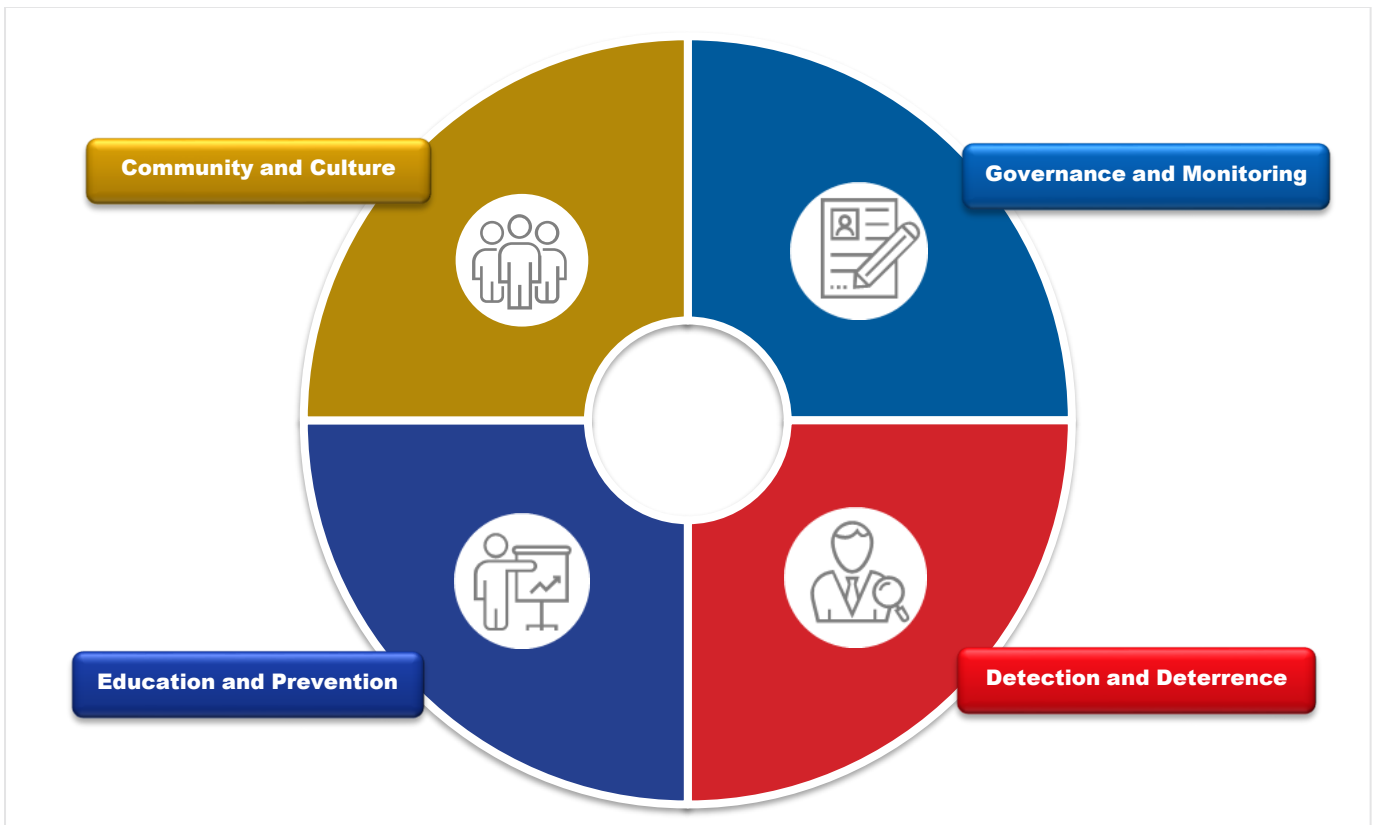 Community and Culture
Governance and Monitoring
Education and Prevention
Detection and Deterrence